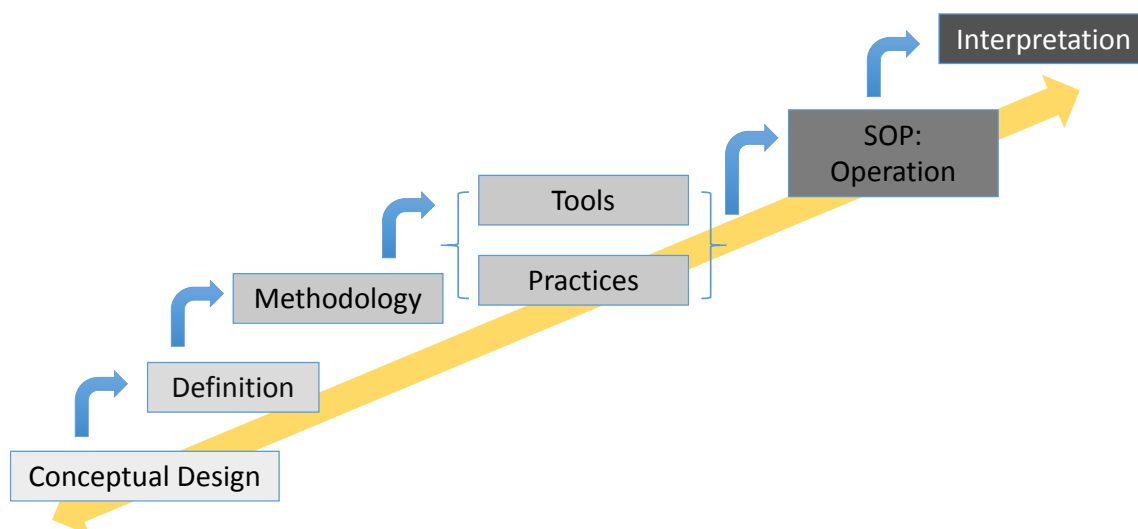 Interpretation
SOP:
Operation
Tools
Practices
Methodology
Definition
Conceptual Design